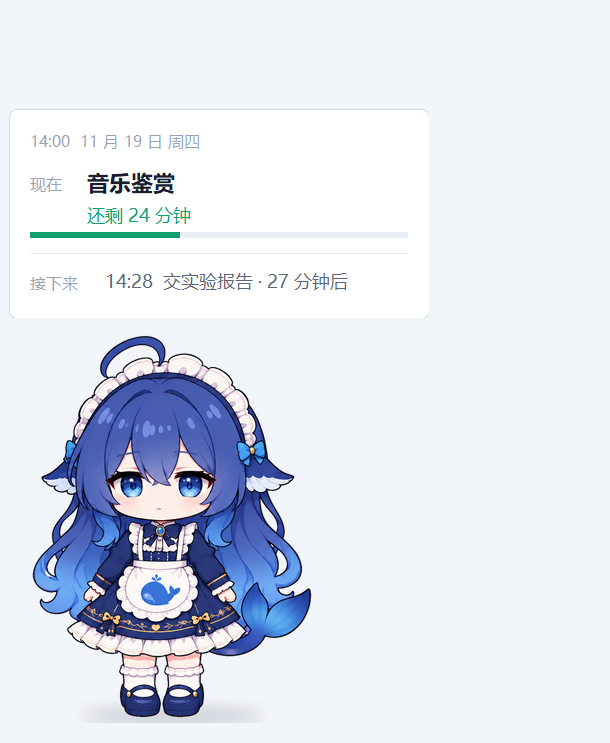 14:00 11 月 19 日 周四
现在 音乐鉴赏
还剩 24 分钟
接下来 14:28 交实验报告 · 27 分钟后